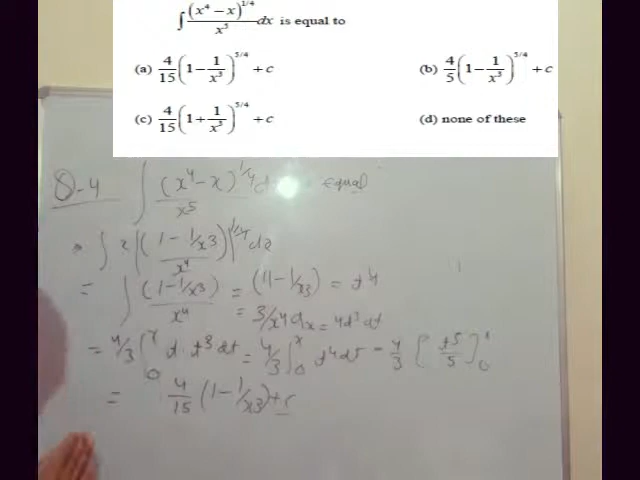 ∫ (x⁴ − x)^1/4 / x⁵ dx is equal to
(a) 4/15 (1 − 1/x³)^5/4 + c (b) 4/5 (1 − 1/x³)^5/4 + c
(c) 4/15 (1 + 1/x³)^5/4 + c (d) none of these
Q-4 ∫ (x⁴ − x)^1/4 / x⁵ equal
∫ x (1 − 1/x3)^1/4 / x⁴ dx
= ∫ (1 − 1/x3) / x⁴ = (1 − 1/x3) = t⁴
= 3/x⁴ dx = 4t³ dt
= 4/3 ∫ t · t³ dt = 4/3 ∫ t⁴ dt = 4/3 [t5/5]
= 4/15 (1 − 1/x3) + c